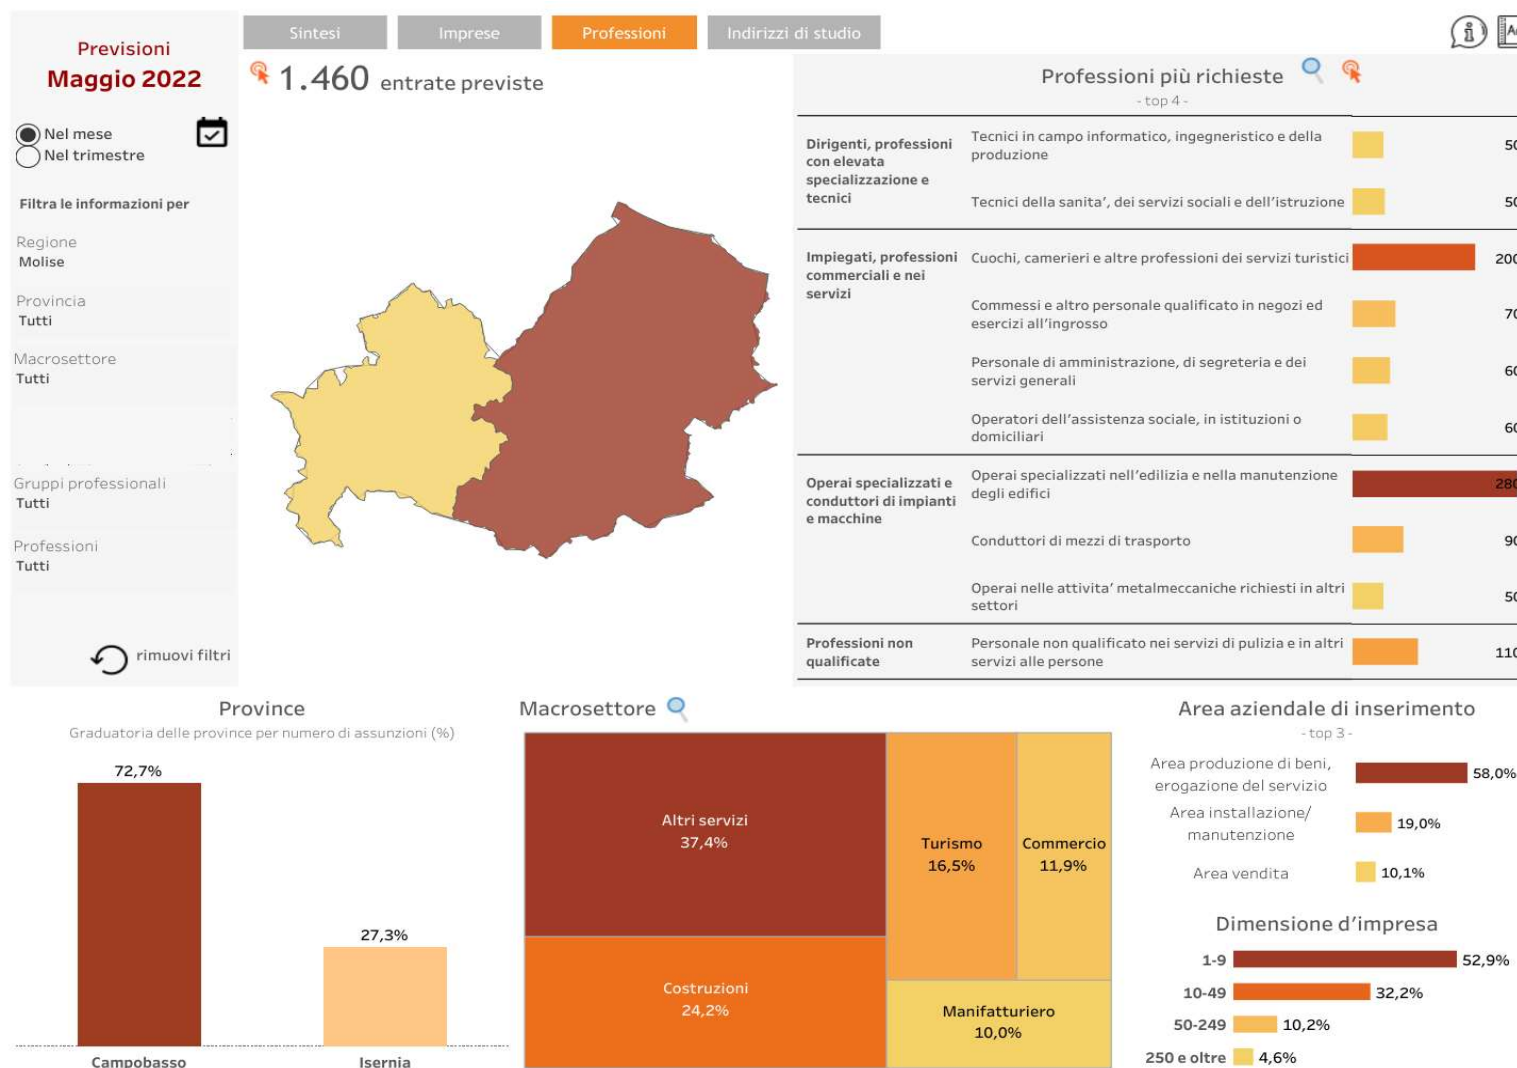 Previsioni
Maggio 2022
Nel mese
Nel trimestre
Filtra le informazioni per
Regione
Molise
Provincia
Tutti
Macrosettore
Tutti
Gruppi professionali
Tutti
Professioni
Tutti
rimuovi filtri
Sintesi
Imprese
Professioni
Indirizzi di studio
1.460 entrate previste
Professioni più richieste
- top 4 -
Dirigenti, professioni
con elevata
specializzazione e
tecnici
Tecnici in campo informatico, ingegneristico e della
produzione
50
Tecnici della sanita’, dei servizi sociali e dell’istruzione
50
Impiegati, professioni
commerciali e nei
servizi
Cuochi, camerieri e altre professioni dei servizi turistici
200
Commessi e altro personale qualificato in negozi ed
esercizi all’ingrosso
70
Personale di amministrazione, di segreteria e dei
servizi generali
60
Operatori dell’assistenza sociale, in istituzioni o
domiciliari
60
Operai specializzati e
conduttori di impianti
e macchine
Operai specializzati nell’edilizia e nella manutenzione
degli edifici
280
Conduttori di mezzi di trasporto
90
Operai nelle attivita’ metalmeccaniche richiesti in altri
settori
50
Professioni non
qualificate
Personale non qualificato nei servizi di pulizia e in altri
servizi alle persone
110
Province
Graduatoria delle province per numero di assunzioni (%)
72,7%
27,3%
Campobasso
Isernia
Macrosettore
Altri servizi
37,4%
Turismo
16,5%
Commercio
11,9%
Costruzioni
24,2%
Manifatturiero
10,0%
Area aziendale di inserimento
- top 3 -
Area produzione di beni,
erogazione del servizio
58,0%
Area installazione/
manutenzione
19,0%
Area vendita
10,1%
Dimensione d’impresa
1-9
52,9%
10-49
32,2%
50-249
10,2%
250 e oltre
4,6%